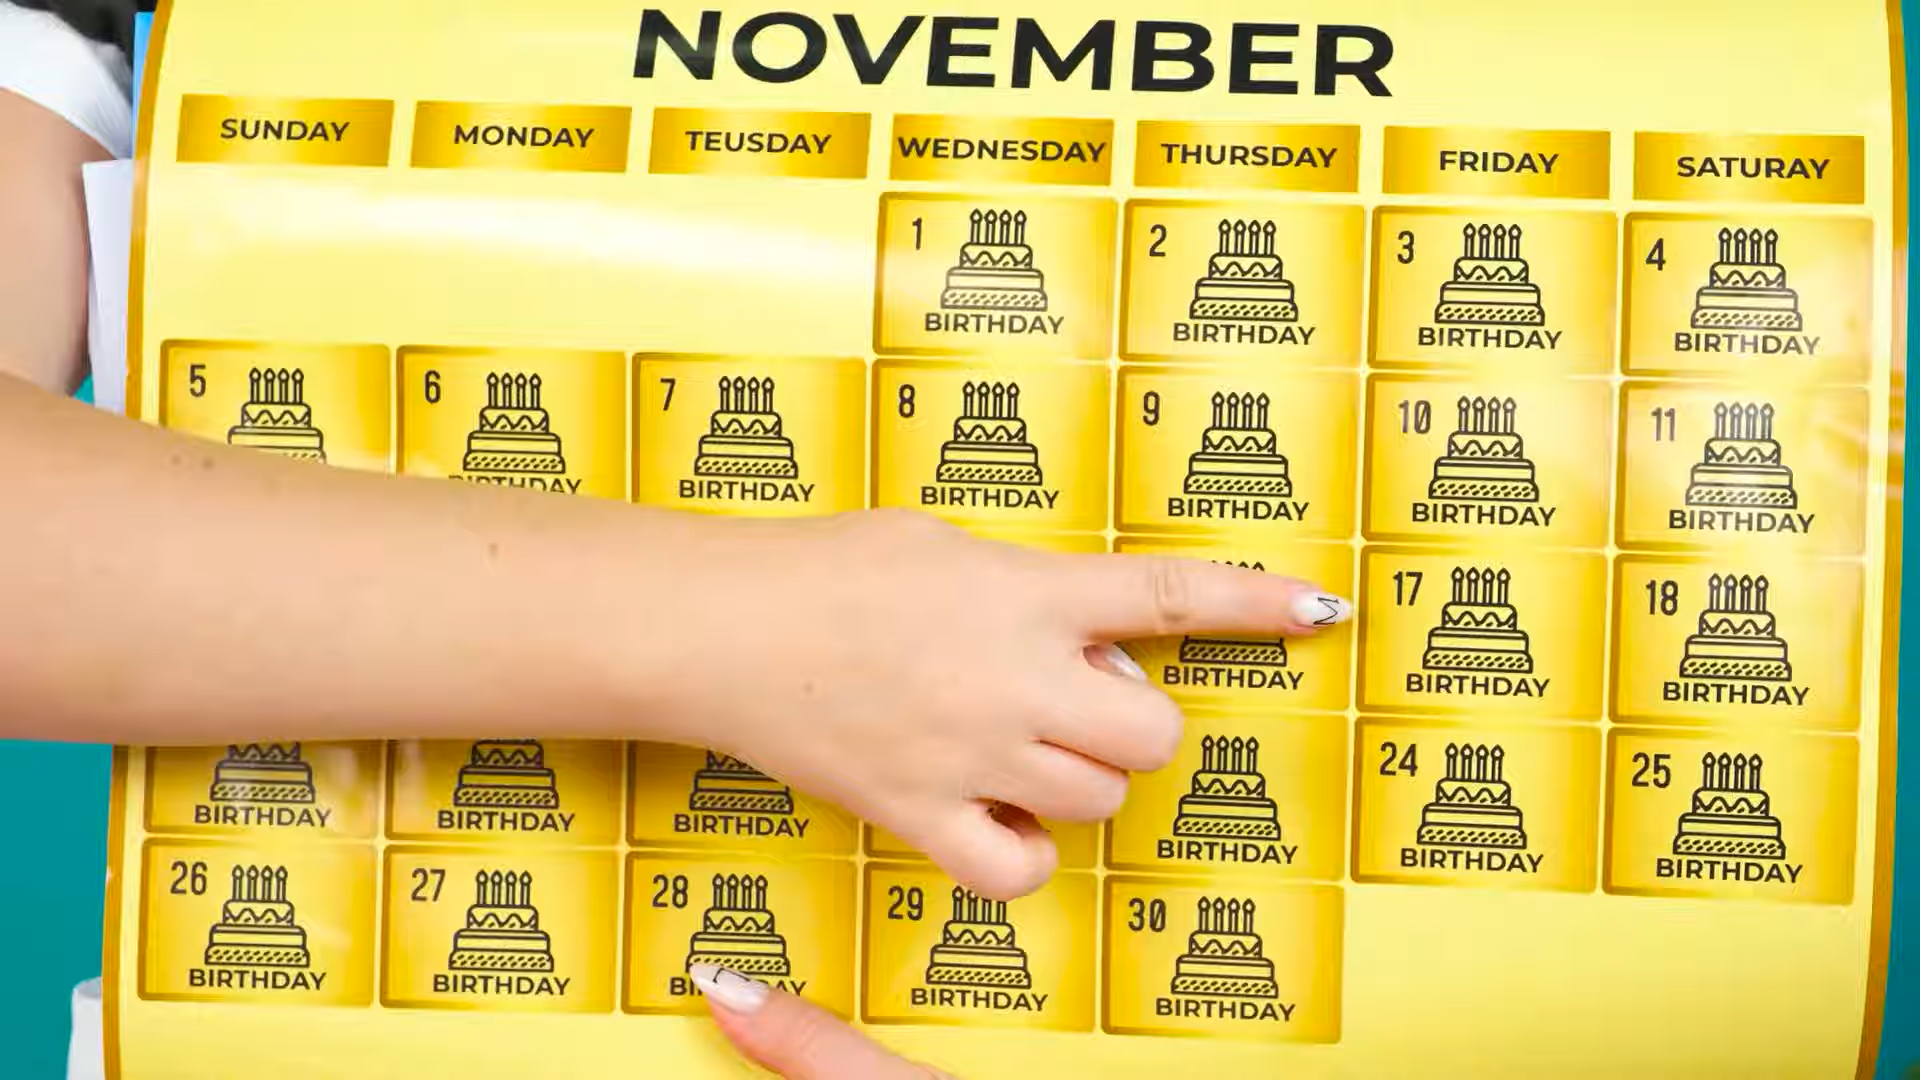 NOVEMBER
SUNDAY MONDAY TEUSDAY WEDNESDAY THURSDAY FRIDAY SATURAY
1 2 3 4
BIRTHDAY BIRTHDAY BIRTHDAY BIRTHDAY
5 6 7 8 9 10 11
BIRTHDAY BIRTHDAY BIRTHDAY BIRTHDAY BIRTHDAY BIRTHDAY
17 18
BIRTHDAY BIRTHDAY BIRTHDAY
24 25
BIRTHDAY BIRTHDAY BIRTHDAY BIRTHDAY BIRTHDAY BIRTHDAY
26 27 28 29 30
BIRTHDAY BIRTHDAY BIRTHDAY BIRTHDAY BIRTHDAY